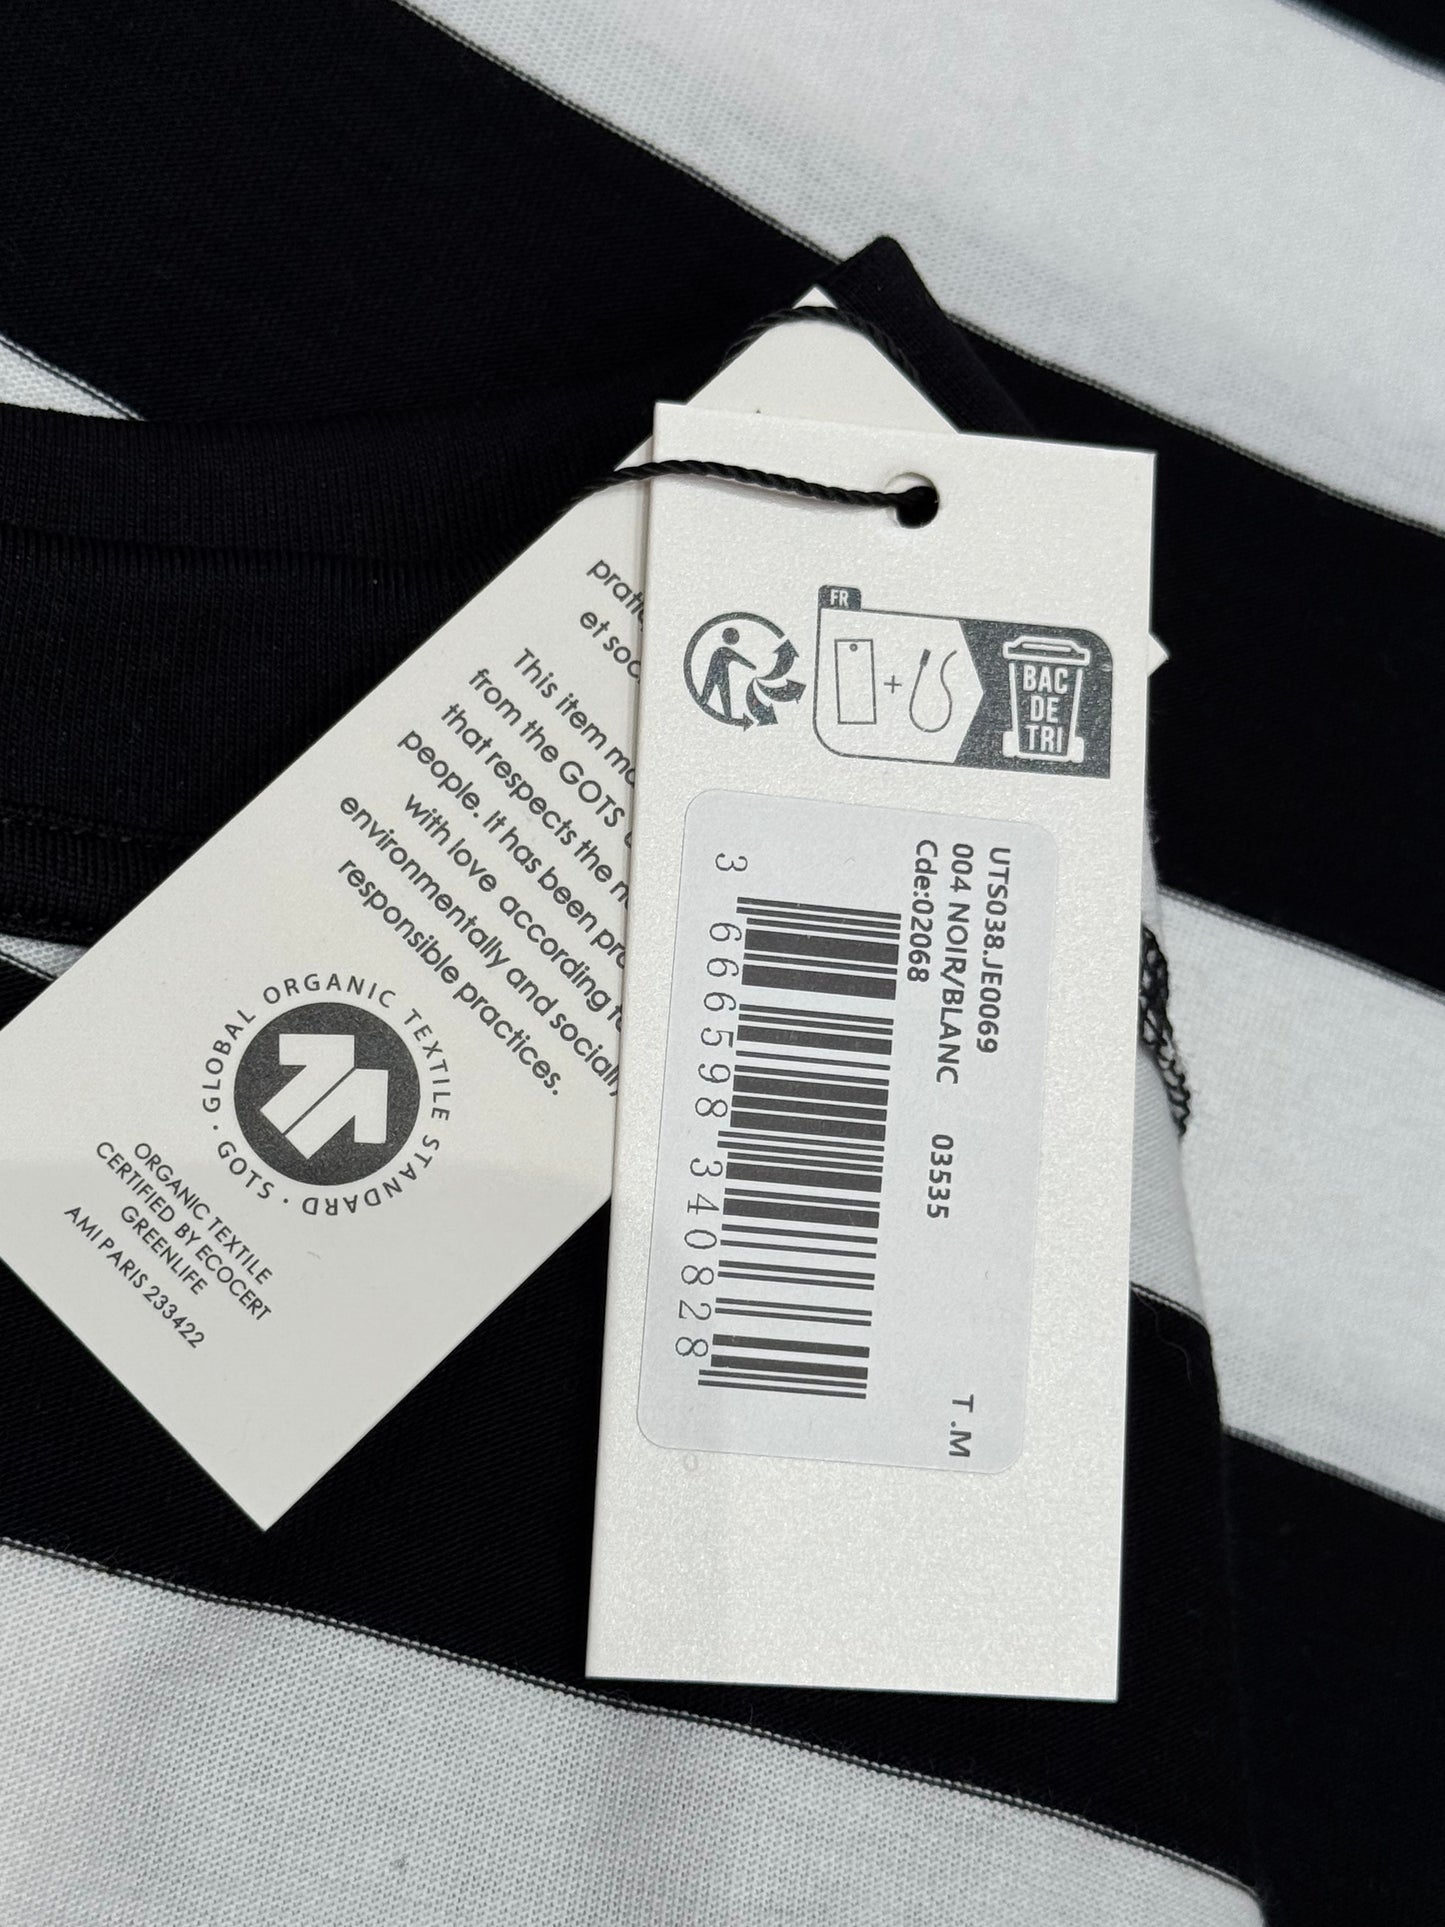 FR
BAC
DE
TRI
UTS038.JE0069
004 NOIR/BLANC 03535
Cde:02068 T .M
3 666598 340828
et
This item
from the GOTS
that respects the
people. It has been
with love according
environmentally and socially
responsible practices.
GLOBAL ORGANIC TEXTILE STANDARD · GOTS ·
ORGANIC TEXTILE
CERTIFIED BY ECOCERT
GREENLIFE
AMI PARIS 233422